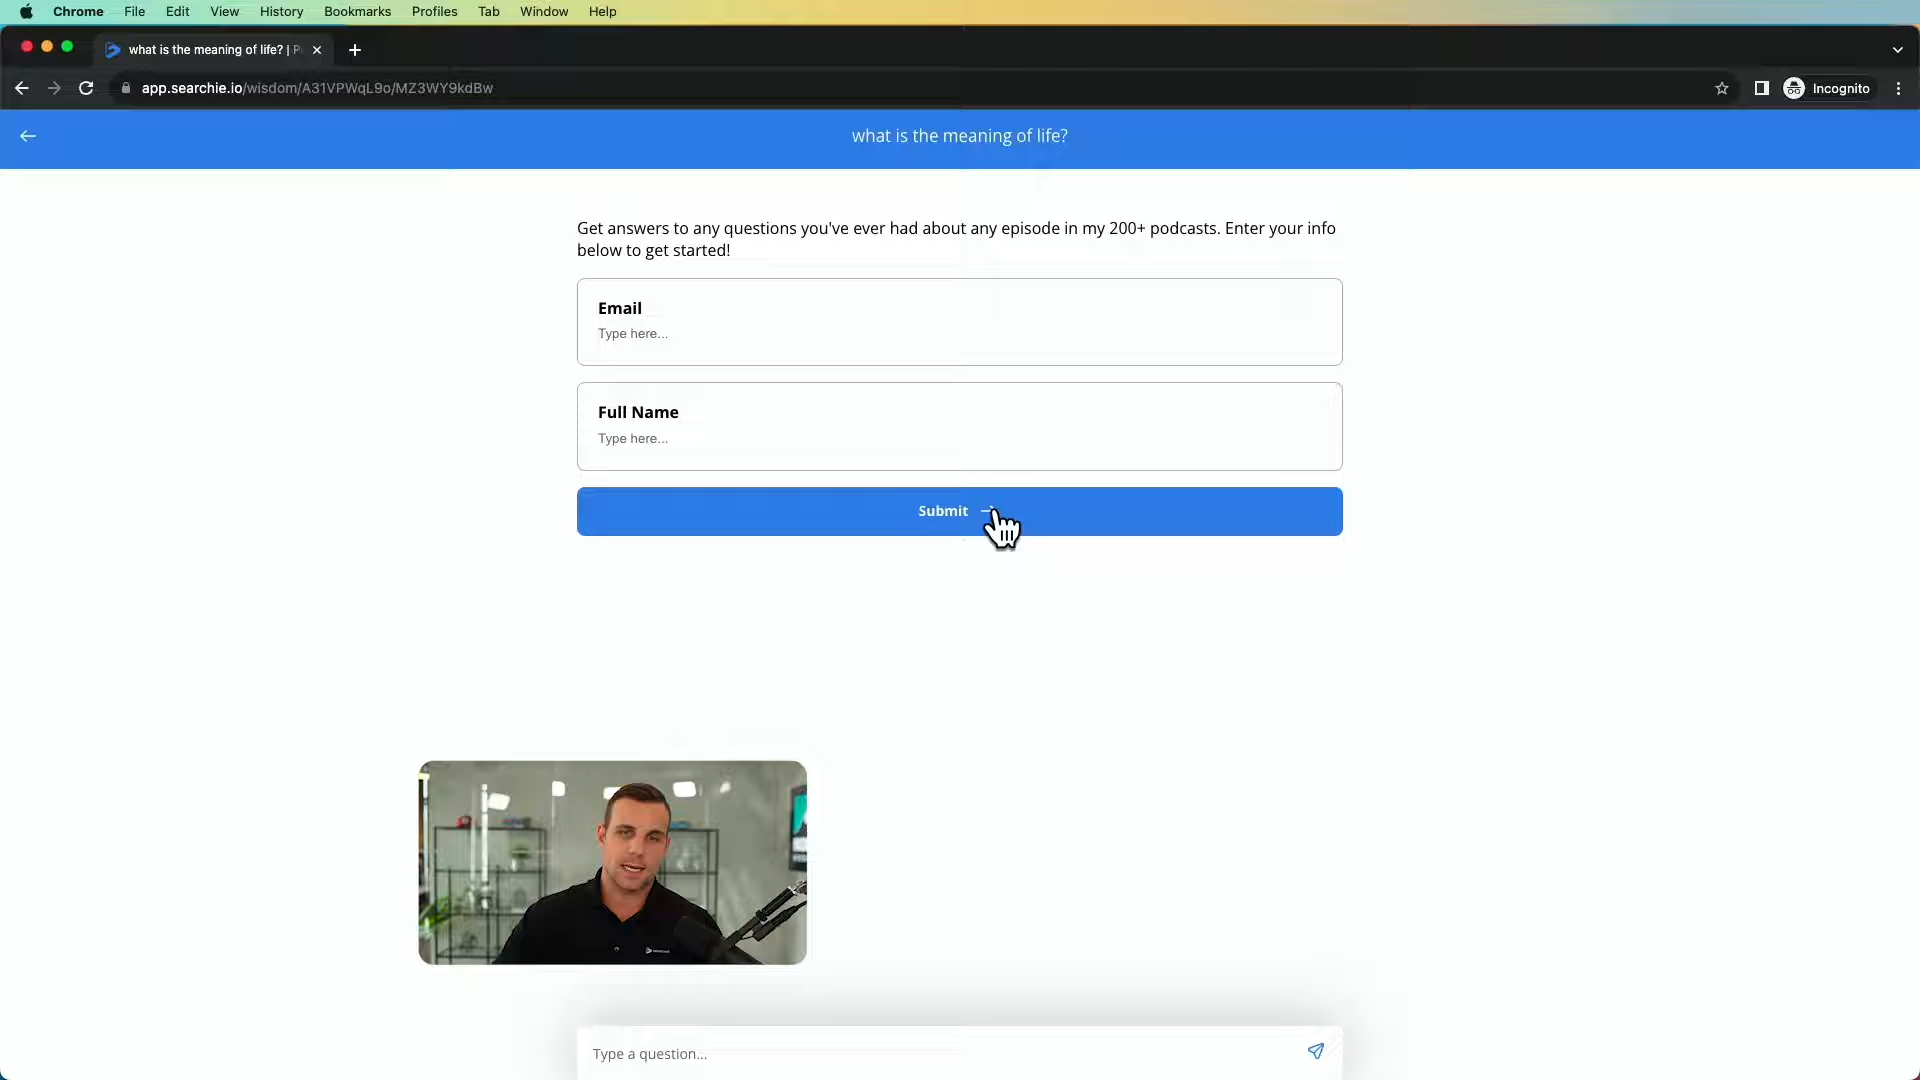 Chrome File Edit View History Bookmarks Profiles Tab Window Help
what is the meaning of life? |
app.searchie.io/wisdom/A31VPWqL9o/MZ3WY9kdBw
Incognito
what is the meaning of life?
Get answers to any questions you've ever had about any episode in my 200+ podcasts. Enter your info
below to get started!
Email
Type here...
Full Name
Type here...
Submit
Type a question...